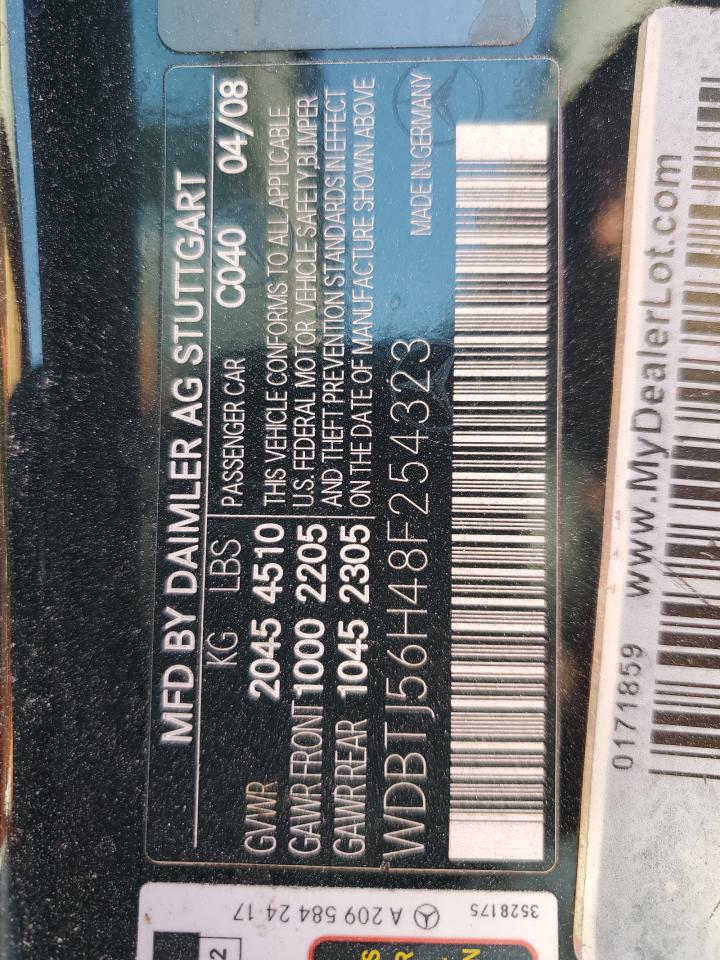 MFD BY DAIMLER AG STUTTGART
KG LBS PASSENGER CAR C040 04/08
GVWR 2045 4510 THIS VEHICLE CONFORMS TO ALL APPLICABLE
GAWR FRONT 1000 2205 U.S. FEDERAL MOTOR VEHICLE SAFETY, BUMPER
GAWR REAR 1045 2305 AND THEFT PREVENTION STANDARDS IN EFFECT
ON THE DATE OF MANUFACTURE SHOWN ABOVE
WDBTJ56H48F254323 MADE IN GERMANY
0171859 www.MyDealerLot.com
A 209 584 24 17
3528175
2